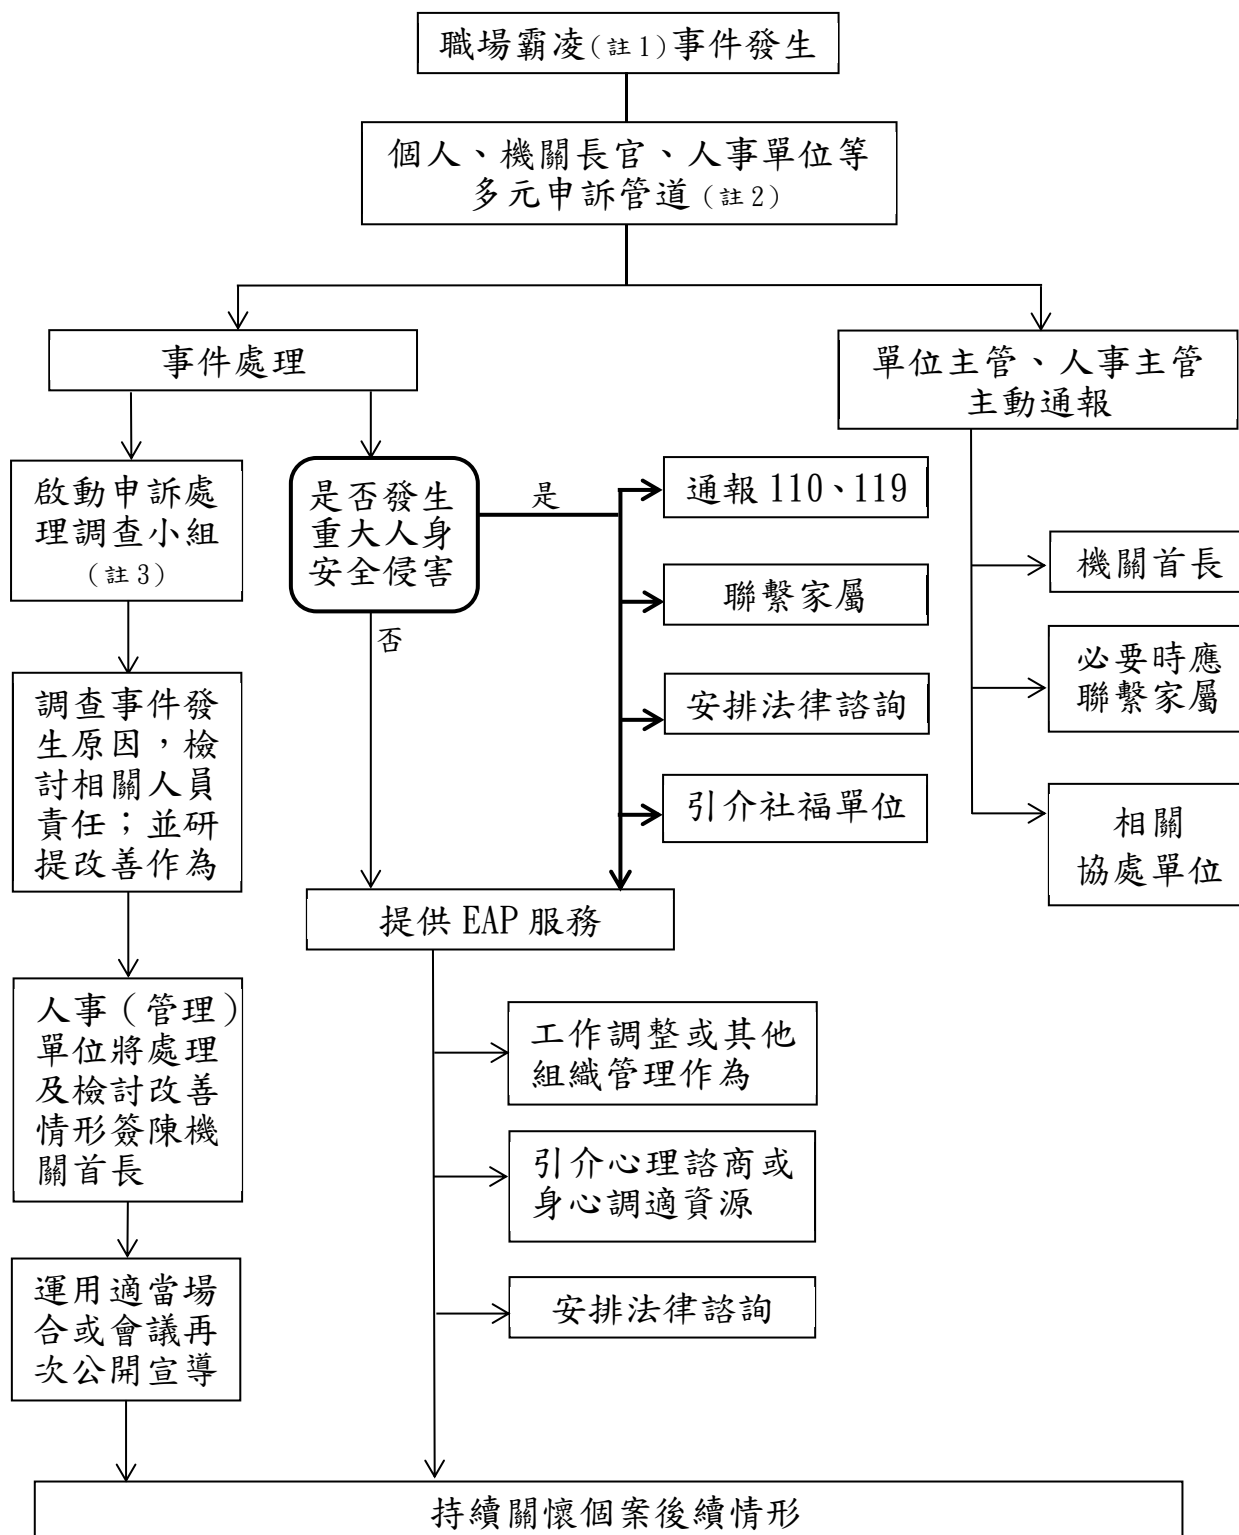 職場霸凌(註1)事件發生
個人、機關長官、人事單位等
多元申訴管道(註2)
事件處理
單位主管、人事主管
主動通報
啟動申訴處
理調查小組
(註3)
是否發生
重大人身
安全侵害
是
否
通報 110、119
聯繫家屬
安排法律諮詢
引介社福單位
機關首長
必要時應
聯繫家屬
相關
協處單位
調查事件發
生原因，檢
討相關人員
責任；並研
提改善作為
提供 EAP 服務
人事（管理）
單位將處理
及檢討改善
情形簽陳機
關首長
工作調整或其他
組織管理作為
引介心理諮商或
身心調適資源
安排法律諮詢
運用適當場
合或會議再
次公開宣導
持續關懷個案後續情形